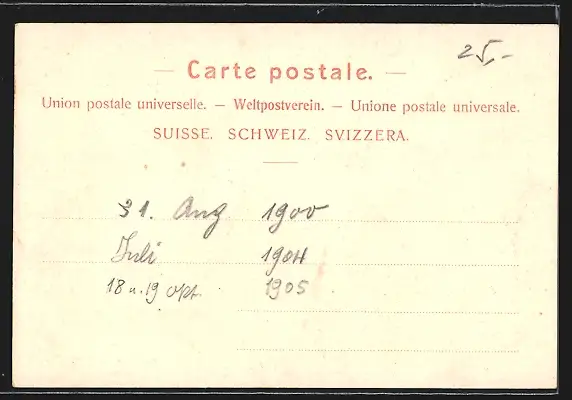 25,-
— Carte postale. —
Union postale universelle. — Weltpostverein. — Unione postale universale.
SUISSE. SCHWEIZ. SVIZZERA.
31. Aug 1900
Juli 1904
18 u. 19 Okt. 1905